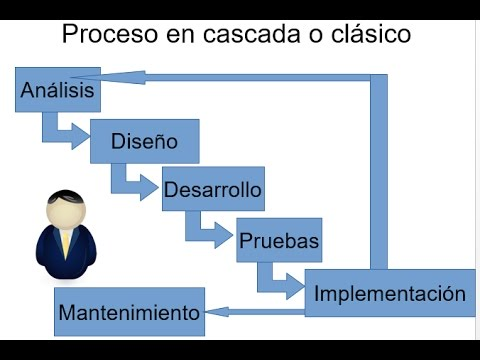 Proceso en cascada o clásico
Análisis
Diseño
Desarrollo
Pruebas
Implementación
Mantenimiento